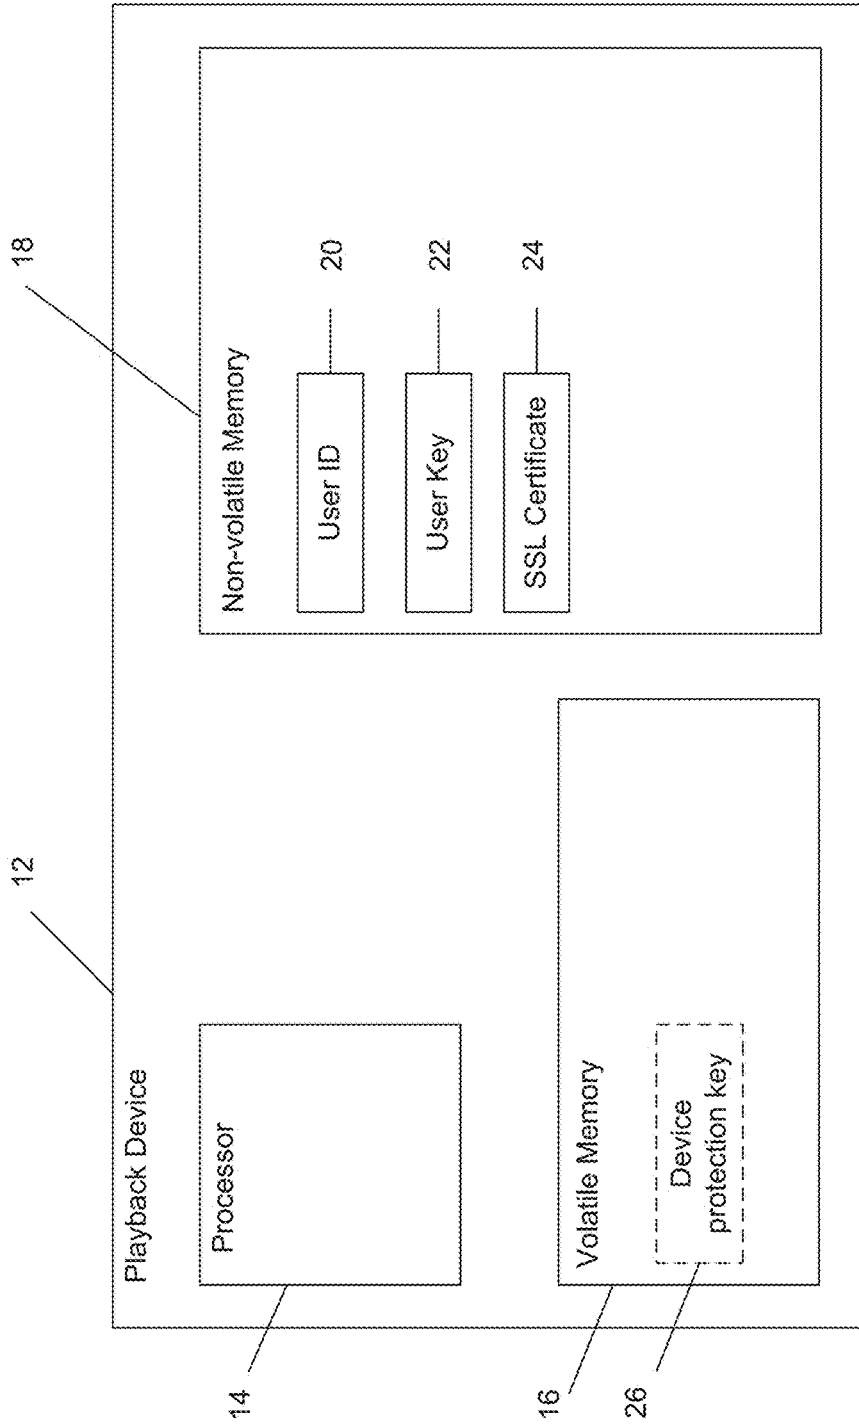 12
18
Playback Device
14
Processor
Non-volatile Memory
User ID
20
User Key
22
SSL Certificate
24
16
Volatile Memory
26
Device
protection key